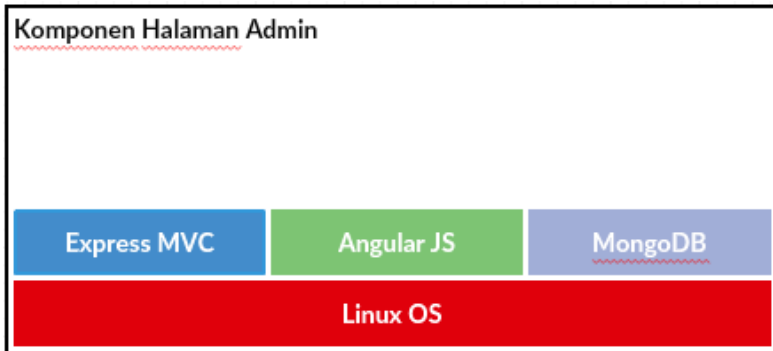 Komponen Halaman Admin
Express MVC
Angular JS
MongoDB
Linux OS